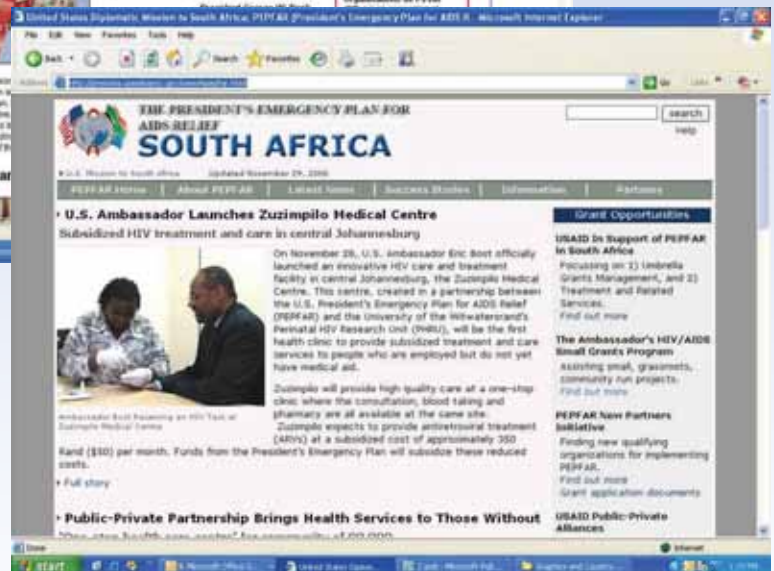 United States Diplomatic Mission to South Africa, PEPFAR (President's Emergency Plan for AIDS R - Microsoft Internet Explorer
File Edit View Favorites Tools Help
Back Search Favorites
Address Go Links
THE PRESIDENT'S EMERGENCY PLAN FOR
AIDS RELIEF
SOUTH AFRICA
search
Help
U.S. Mission to South Africa Updated November 29, 2006
PEPFAR Home | About PEPFAR | Latest News | Success Stories | Information | Partners
U.S. Ambassador Launches Zuzimpilo Medical Centre
Subsidized HIV treatment and care in central Johannesburg
On November 28, U.S. Ambassador Eric Bost officially
launched an innovative HIV care and treatment
facility in central Johannesburg, the Zuzimpilo Medical
Centre. This centre, created in a partnership between
the U.S. President's Emergency Plan for AIDS Relief
(PEPFAR) and the University of the Witwatersrand's
Perinatal HIV Research Unit (PHRU), will be the first
health clinic to provide subsidized treatment and care
services to people who are employed but do not yet
have medical aid.
Zuzimpilo will provide high quality care at a one-stop
clinic where the consultation, blood taking and
pharmacy are all available at the same site.
Zuzimpilo expects to provide antiretroviral treatment
(ARVs) at a subsidized cost of approximately 350
Rand ($50) per month. Funds from the President's Emergency Plan will subsidize these reduced
costs.
Ambassador Bost Receiving an HIV Test at
Zuzimpilo Medical Centre
Full story
Public-Private Partnership Brings Health Services to Those Without
Grant Opportunities
USAID In Support of PEPFAR
in South Africa
Focussing on 1) Umbrella
Grants Management, and 2)
Treatment and Related
Services.
Find out more
The Ambassador's HIV/AIDS
Small Grants Program
Assisting small, grassroots,
community run projects.
Find out more
PEPFAR New Partners
Initiative
Finding new qualifying
organizations for implementing
PEPFAR.
Find out more
Grant application documents
USAID Public-Private
Alliances
Done Internet
start